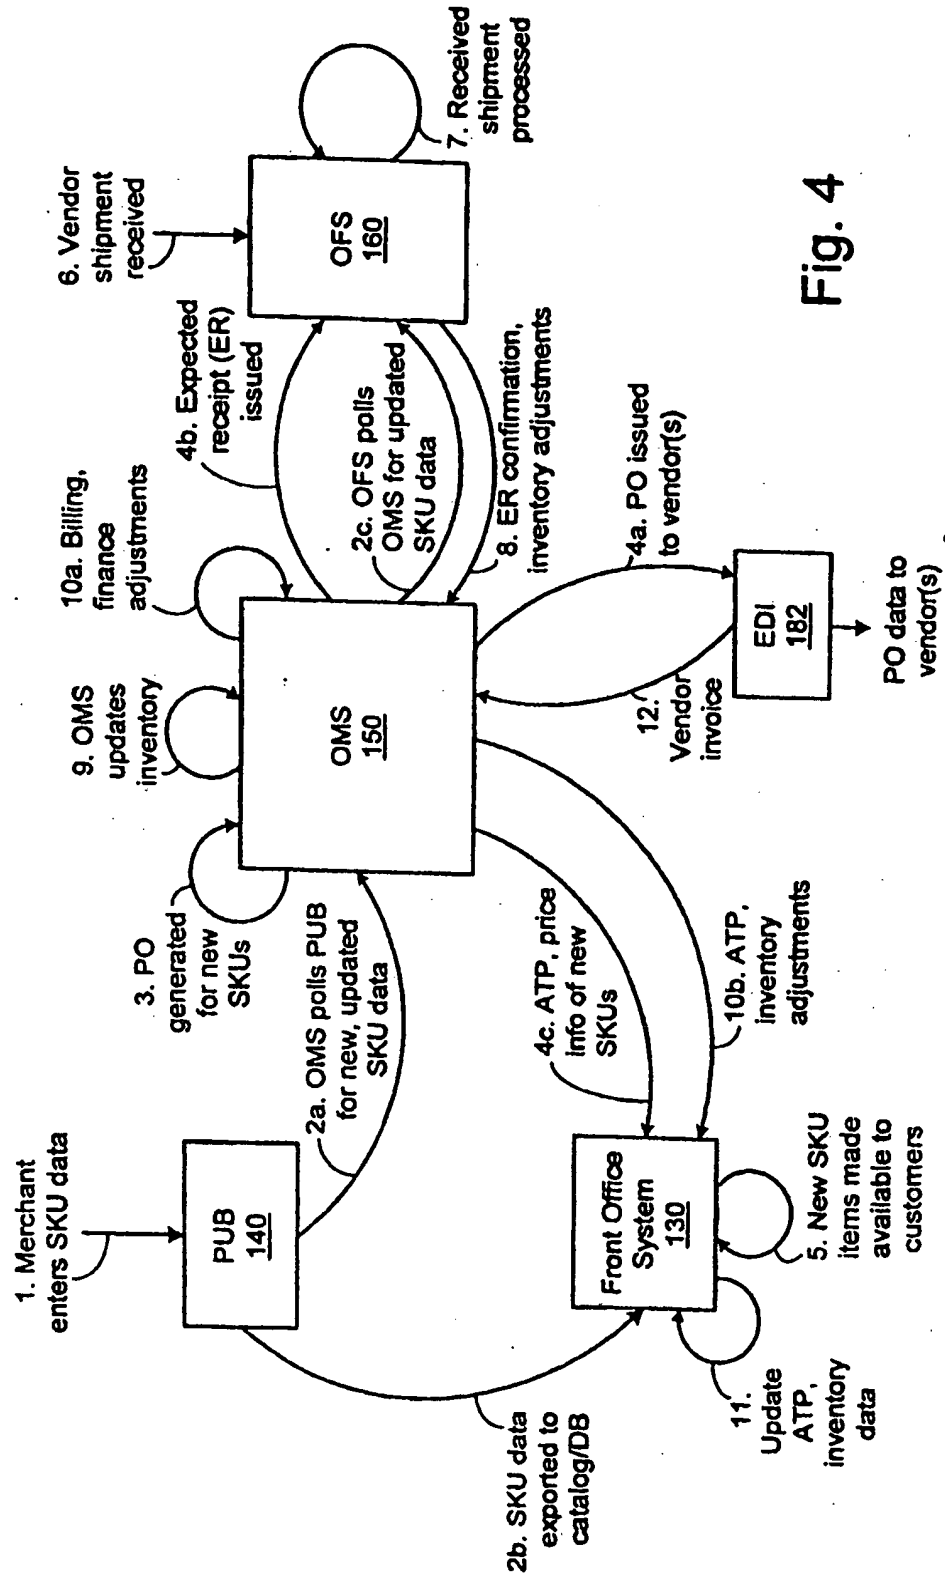 1. Merchant
enters SKU data
PUB
140
2a. OMS polls PUB
for new, updated
SKU data
2b. SKU data
exported to
catalog/DB
3. PO
generated
for new
SKUs
9. OMS
updates
inventory
10a. Billing,
finance
adjustments
OMS
150
4b. Expected
receipt (ER)
issued
2c. OFS polls
OMS for updated
SKU data
8. ER confirmation,
inventory adjustments
6. Vendor
shipment
received
OFS
160
7. Received
shipment
processed
4a. PO issued
to vendor(s)
12.
Vendor
invoice
EDI
182
PO data to
vendor(s)
4c. ATP, price
info of new
SKUs
10b. ATP,
inventory
adjustments
Front Office
System
130
5. New SKU
items made
available to
customers
11.
Update
ATP,
inventory
data
Fig. 4